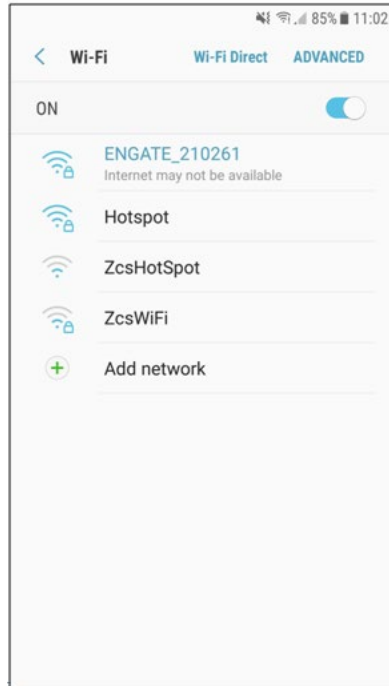 85% 11:02
Wi-Fi Wi-Fi Direct ADVANCED
ON
ENGATE_210261
Internet may not be available
Hotspot
ZcsHotSpot
ZcsWiFi
Add network